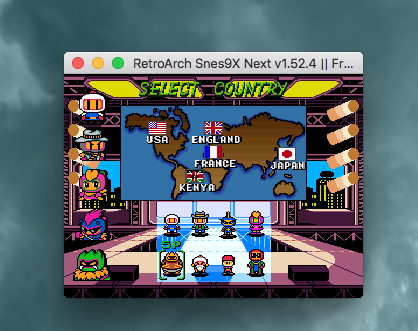 RetroArch Snes9X Next v1.52.4 || Fr...
SELECT COUNTRY
USA
ENGLAND
FRANCE
JAPAN
KENYA